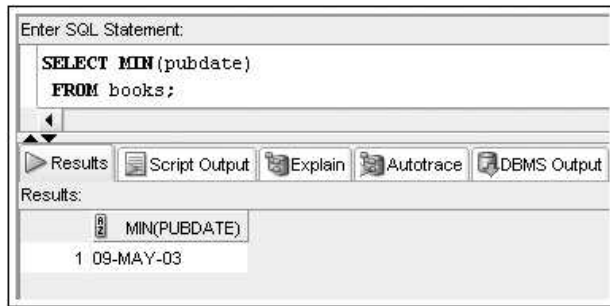 Enter SQL Statement:
SELECT MIN(pubdate)
FROM books;
Results Script Output Explain Autotrace DBMS Output
Results:
MIN(PUBDATE)
1 09-MAY-03